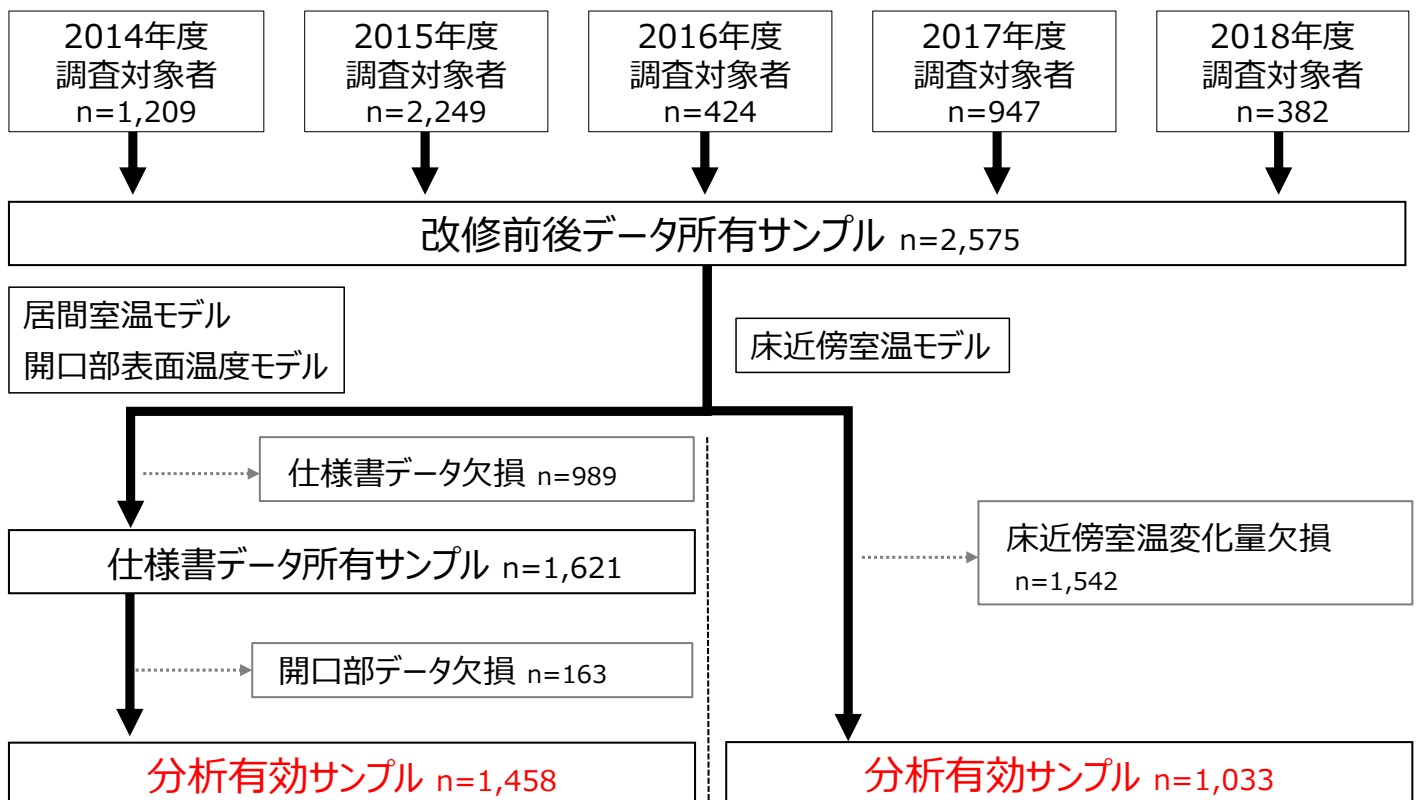 2014年度
調査対象者
n=1,209
2015年度
調査対象者
n=2,249
2016年度
調査対象者
n=424
2017年度
調査対象者
n=947
2018年度
調査対象者
n=382
改修前後データ所有サンプル n=2,575
居間室温モデル
開口部表面温度モデル
床近傍室温モデル
仕様書データ欠損 n=989
仕様書データ所有サンプル n=1,621
床近傍室温変化量欠損
n=1,542
開口部データ欠損 n=163
分析有効サンプル n=1,458
分析有効サンプル n=1,033